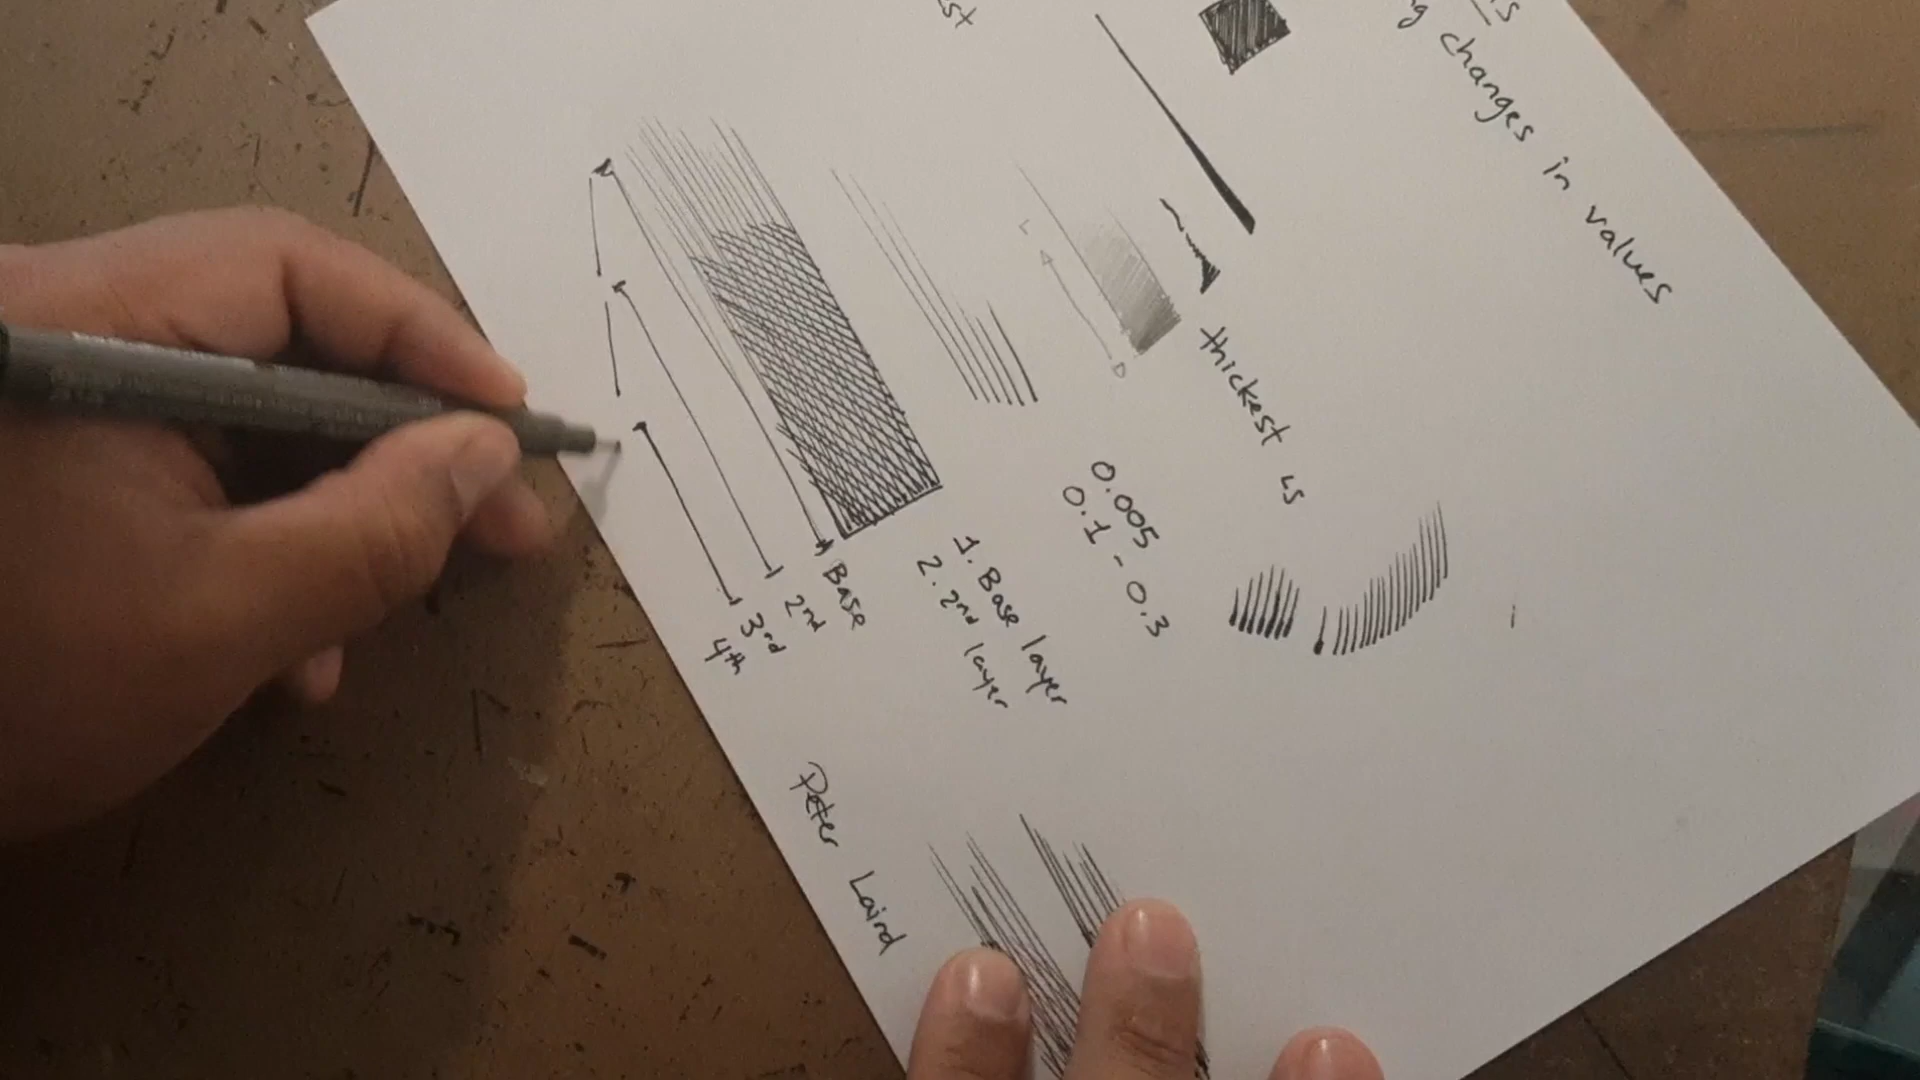 changes in values
L
D
thickest LS
0.005
0.1 - 0.3
1. Base layer
2. 2nd layer
Base
2nd
3rd
4th
Peter Laird